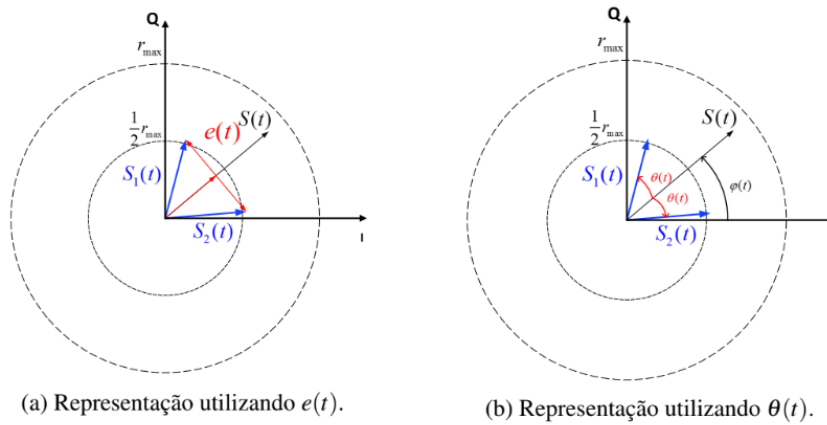 Q
r_max
1/2 r_max
e(t)
S(t)
S_1(t)
S_2(t)
I
(a) Representação utilizando e(t).
Q
r_max
1/2 r_max
S(t)
S_1(t)
θ(t)
θ(t)
φ(t)
S_2(t)
(b) Representação utilizando θ(t).